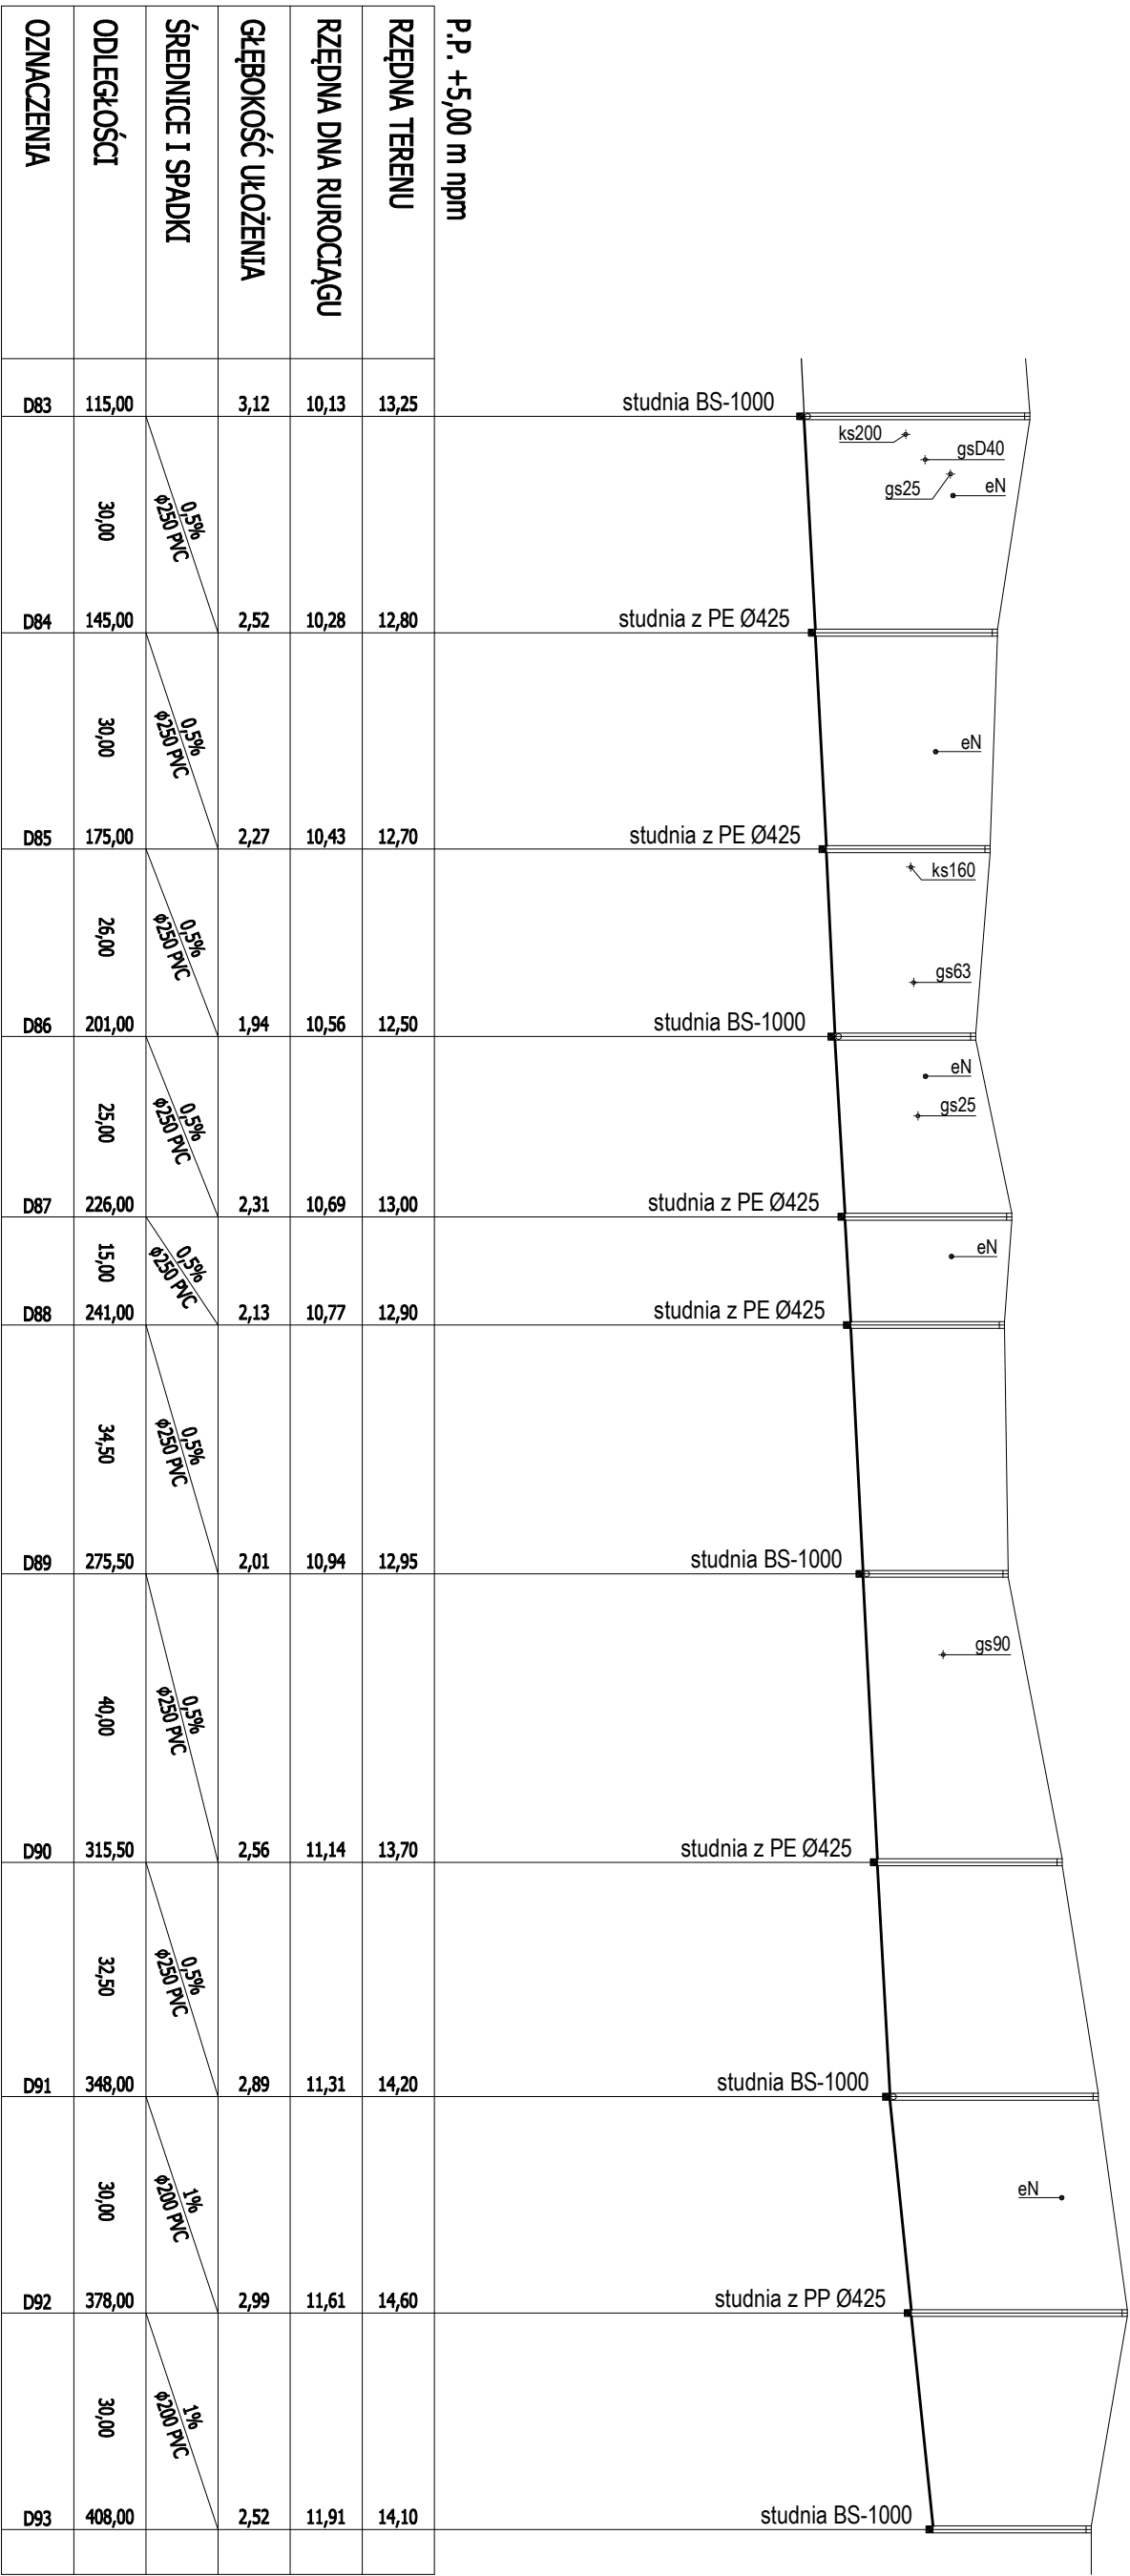 P.P. +5,00 m npm
RZĘDNA TERENU
13,25 12,80 12,70 12,50 13,00 12,90 12,95 13,70 14,20 14,60 14,10
RZĘDNA DNA RUROCIĄGU
10,13 10,28 10,43 10,56 10,69 10,77 10,94 11,14 11,31 11,61 11,91
GŁĘBOKOŚĆ UŁOŻENIA
3,12 2,52 2,27 1,94 2,31 2,13 2,01 2,56 2,89 2,99 2,52
ŚREDNICE I SPADKI
0,5%
ϕ250 PVC
0,5%
ϕ250 PVC
0,5%
ϕ250 PVC
0,5%
ϕ250 PVC
0,5%
ϕ250 PVC
0,5%
ϕ250 PVC
0,5%
ϕ250 PVC
0,5%
ϕ250 PVC
1%
ϕ200 PVC
1%
ϕ200 PVC
ODLEGŁOŚCI
115,00 30,00 145,00 30,00 175,00 26,00 201,00 25,00 226,00 15,00 241,00 34,50 275,50 40,00 315,50 32,50 348,00 30,00 378,00 30,00 408,00
OZNACZENIA
D83 D84 D85 D86 D87 D88 D89 D90 D91 D92 D93
studnia BS-1000
ks200
gsD40
gs25
eN
studnia z PE Ø425
eN
studnia z PE Ø425
ks160
gs63
studnia BS-1000
eN
gs25
studnia z PE Ø425
eN
studnia z PE Ø425
studnia BS-1000
gs90
studnia z PE Ø425
studnia BS-1000
eN
studnia z PP Ø425
studnia BS-1000